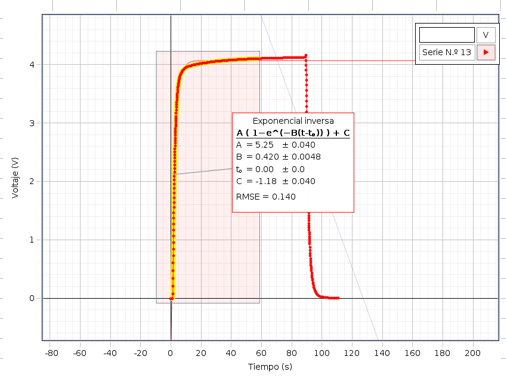 V
Serie N.º 13
4
3
2
1
0
Voltaje (V)
Exponencial inversa
A ( 1−e^(−B(t-t₀)) ) + C
A = 5.25 ± 0.040
B = 0.420 ± 0.0048
t₀ = 0.00 ± 0.0
C = -1.18 ± 0.040
RMSE = 0.140
-80 -60 -40 -20 0 20 40 60 80 100 120 140 160 180 200
Tiempo (s)